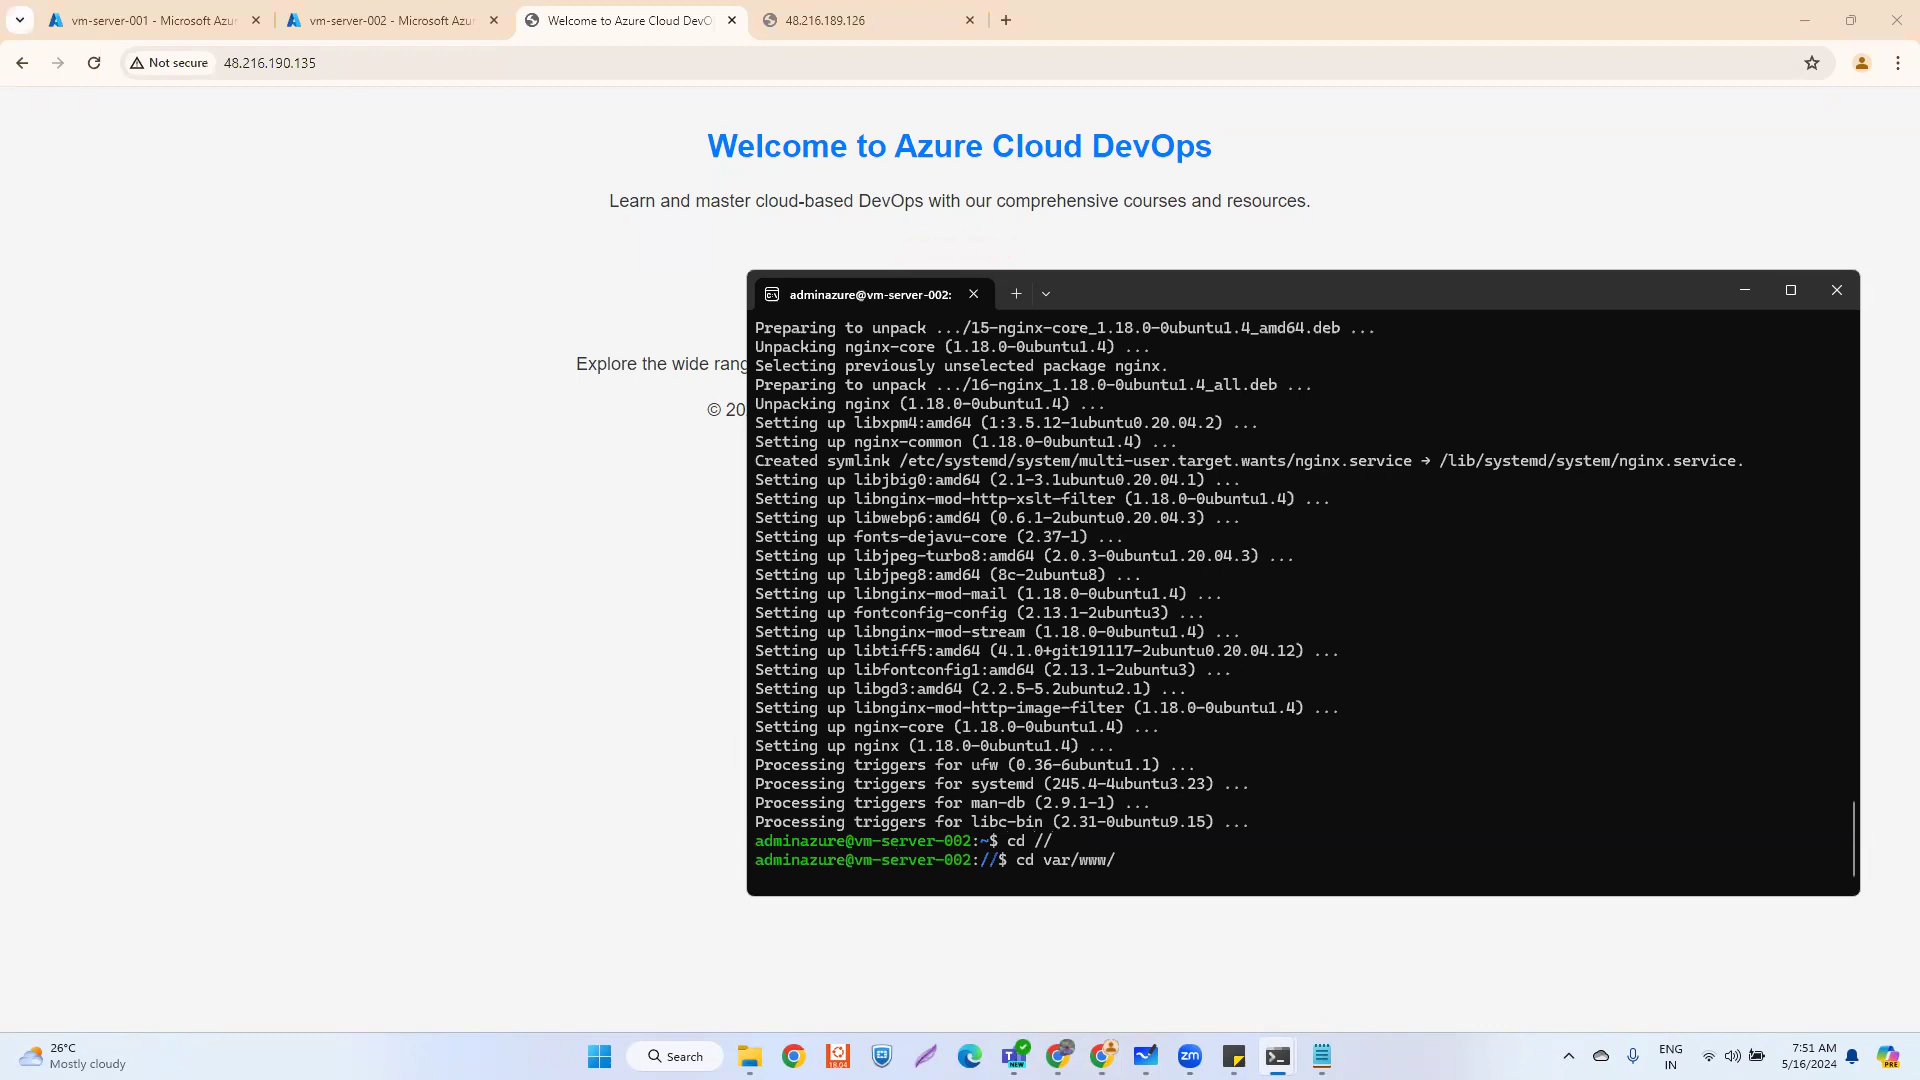 vm-server-001 - Microsoft Azu
vm-server-002 - Microsoft Azu
Welcome to Azure Cloud DevO
48.216.189.126
Not secure
48.216.190.135
Welcome to Azure Cloud DevOps
Learn and master cloud-based DevOps with our comprehensive courses and resources.
Explore the wide rang
© 20
adminazure@vm-server-002:
Preparing to unpack .../15-nginx-core_1.18.0-0ubuntu1.4_amd64.deb ...
Unpacking nginx-core (1.18.0-0ubuntu1.4) ...
Selecting previously unselected package nginx.
Preparing to unpack .../16-nginx_1.18.0-0ubuntu1.4_all.deb ...
Unpacking nginx (1.18.0-0ubuntu1.4) ...
Setting up libxpm4:amd64 (1:3.5.12-1ubuntu0.20.04.2) ...
Setting up nginx-common (1.18.0-0ubuntu1.4) ...
Created symlink /etc/systemd/system/multi-user.target.wants/nginx.service → /lib/systemd/system/nginx.service.
Setting up libjbig0:amd64 (2.1-3.1ubuntu0.20.04.1) ...
Setting up libnginx-mod-http-xslt-filter (1.18.0-0ubuntu1.4) ...
Setting up libwebp6:amd64 (0.6.1-2ubuntu0.20.04.3) ...
Setting up fonts-dejavu-core (2.37-1) ...
Setting up libjpeg-turbo8:amd64 (2.0.3-0ubuntu1.20.04.3) ...
Setting up libjpeg8:amd64 (8c-2ubuntu8) ...
Setting up libnginx-mod-mail (1.18.0-0ubuntu1.4) ...
Setting up fontconfig-config (2.13.1-2ubuntu3) ...
Setting up libnginx-mod-stream (1.18.0-0ubuntu1.4) ...
Setting up libtiff5:amd64 (4.1.0+git191117-2ubuntu0.20.04.12) ...
Setting up libfontconfig1:amd64 (2.13.1-2ubuntu3) ...
Setting up libgd3:amd64 (2.2.5-5.2ubuntu2.1) ...
Setting up libnginx-mod-http-image-filter (1.18.0-0ubuntu1.4) ...
Setting up nginx-core (1.18.0-0ubuntu1.4) ...
Setting up nginx (1.18.0-0ubuntu1.4) ...
Processing triggers for ufw (0.36-6ubuntu1.1) ...
Processing triggers for systemd (245.4-4ubuntu3.23) ...
Processing triggers for man-db (2.9.1-1) ...
Processing triggers for libc-bin (2.31-0ubuntu9.15) ...
adminazure@vm-server-002:~$ cd //
adminazure@vm-server-002://$ cd var/www/
26°C
Mostly cloudy
Search
18.04
NEW
zm
ENG
IN
7:51 AM
5/16/2024
PRE